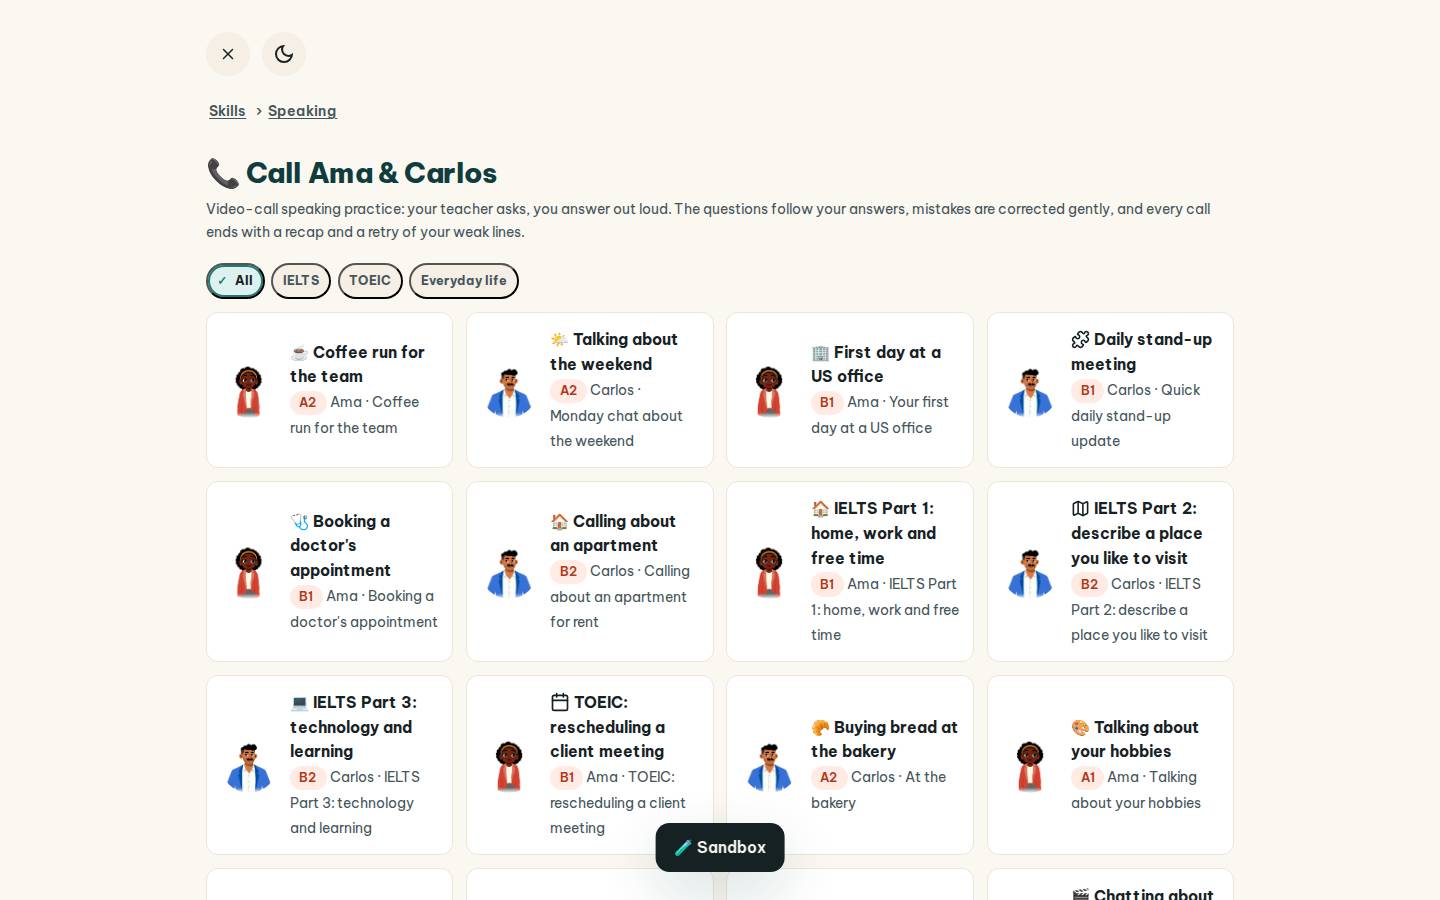 Skills › Speaking
📞 Call Ama & Carlos
Video-call speaking practice: your teacher asks, you answer out loud. The questions follow your answers, mistakes are corrected gently, and every call
ends with a recap and a retry of your weak lines.
✓ All IELTS TOEIC Everyday life
☕ Coffee run for
the team
A2 Ama · Coffee
run for the team
🌤️ Talking about
the weekend
A2 Carlos ·
Monday chat about
the weekend
🏢 First day at a
US office
B1 Ama · Your first
day at a US office
Daily stand-up
meeting
B1 Carlos · Quick
daily stand-up
update
🩺 Booking a
doctor's
appointment
B1 Ama · Booking a
doctor's appointment
🏠 Calling about
an apartment
B2 Carlos · Calling
about an apartment
for rent
🏠 IELTS Part 1:
home, work and
free time
B1 Ama · IELTS Part
1: home, work and free
time
IELTS Part 2:
describe a place
you like to visit
B2 Carlos · IELTS
Part 2: describe a
place you like to visit
💻 IELTS Part 3:
technology and
learning
B2 Carlos · IELTS
Part 3: technology
and learning
TOEIC:
rescheduling a
client meeting
B1 Ama · TOEIC:
rescheduling a client
meeting
🥐 Buying bread at
the bakery
A2 Carlos · At the
bakery
🎨 Talking about
your hobbies
A1 Ama · Talking
about your hobbies
🧪 Sandbox
🎬 Chatting about